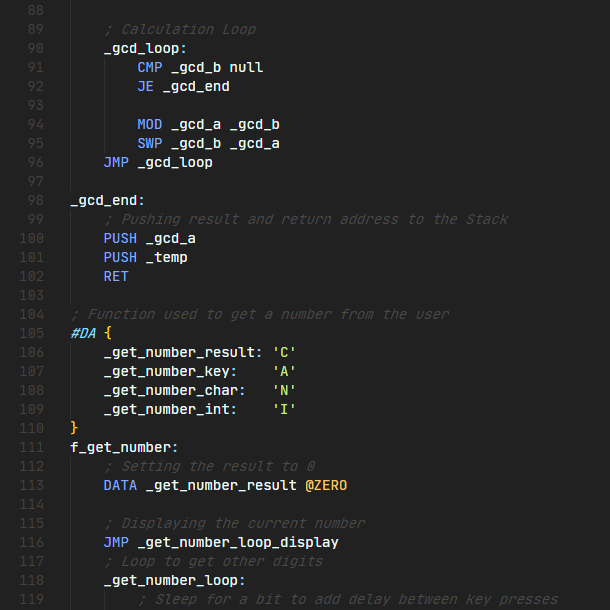 88
89 ; Calculation Loop
90 _gcd_loop:
91 CMP _gcd_b null
92 JE _gcd_end
93
94 MOD _gcd_a _gcd_b
95 SWP _gcd_b _gcd_a
96 JMP _gcd_loop
97
98 _gcd_end:
99 ; Pushing result and return address to the Stack
100 PUSH _gcd_a
101 PUSH _temp
102 RET
103
104 ; Function used to get a number from the user
105 #DA {
106 _get_number_result: 'C'
107 _get_number_key: 'A'
108 _get_number_char: 'N'
109 _get_number_int: 'I'
110 }
111 f_get_number:
112 ; Setting the result to 0
113 DATA _get_number_result @ZERO
114
115 ; Displaying the current number
116 JMP _get_number_loop_display
117 ; Loop to get other digits
118 _get_number_loop:
119 ; Sleep for a bit to add delay between key presses